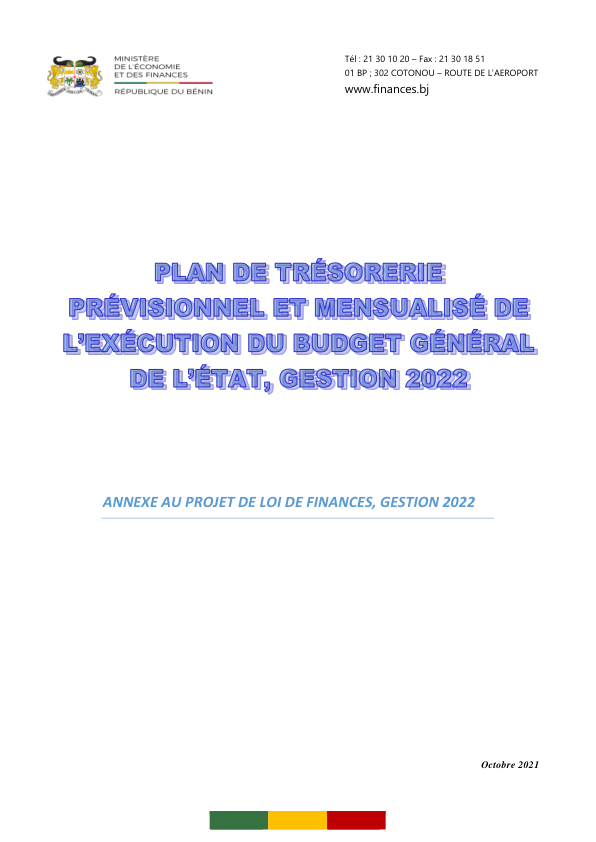 MINISTÈRE
DE L'ÉCONOMIE
ET DES FINANCES
RÉPUBLIQUE DU BÉNIN
Tél : 21 30 10 20 – Fax : 21 30 18 51
01 BP ; 302 COTONOU – ROUTE DE L'AEROPORT
www.finances.bj
PLAN DE TRÉSORERIE
PRÉVISIONNEL ET MENSUALISÉ DE
L'EXÉCUTION DU BUDGET GÉNÉRAL
DE L'ÉTAT, GESTION 2022
ANNEXE AU PROJET DE LOI DE FINANCES, GESTION 2022
Octobre 2021